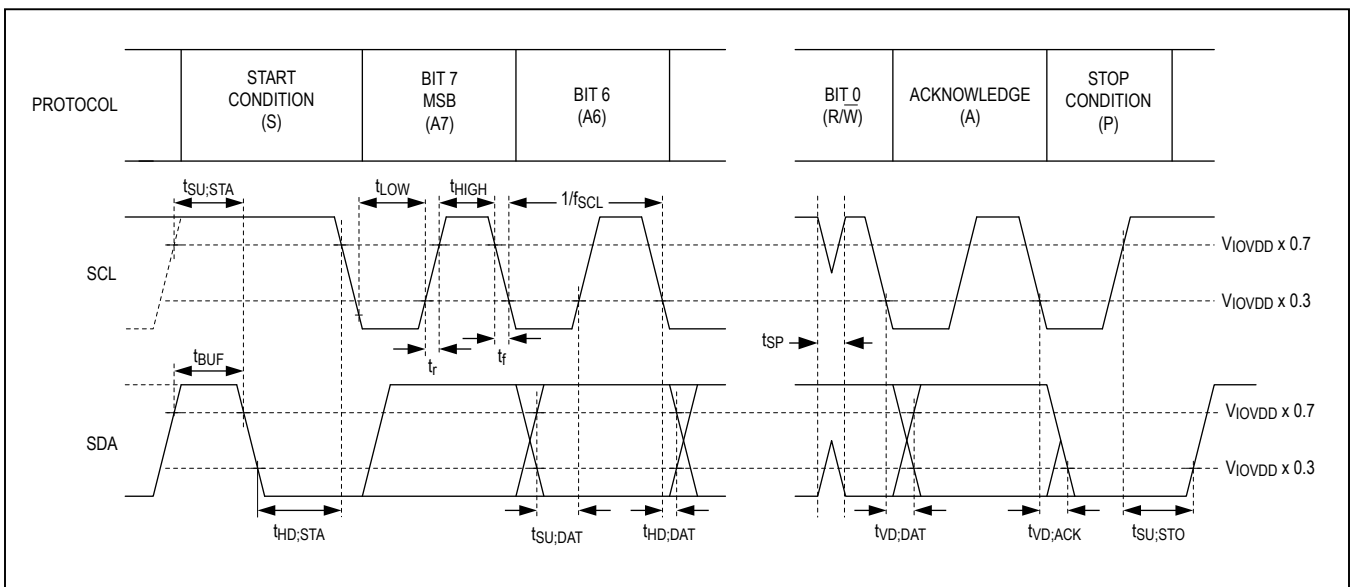 PROTOCOL
START
CONDITION
(S)
BIT 7
MSB
(A7)
BIT 6
(A6)
BIT 0
(R/W̅)
ACKNOWLEDGE
(A)
STOP
CONDITION
(P)
tSU;STA
tLOW
tHIGH
1/fSCL
SCL
VIOVDD x 0.7
VIOVDD x 0.3
tr
tf
tSP
tBUF
SDA
VIOVDD x 0.7
VIOVDD x 0.3
tHD;STA
tSU;DAT
tHD;DAT
tVD;DAT
tVD;ACK
tSU;STO